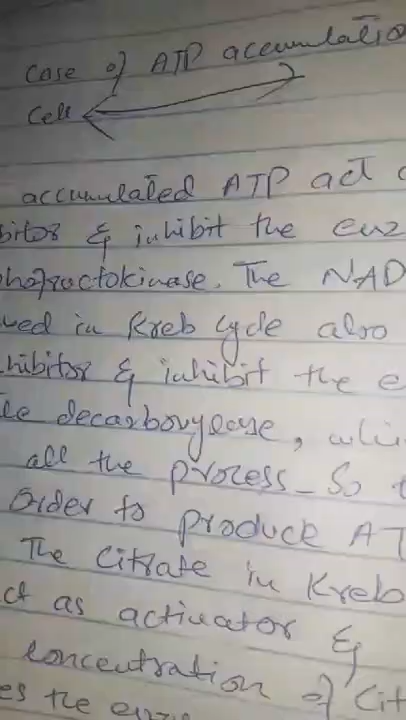 case of ATP accumulatio
Cell
accumulated ATP act
bitor & inhibit the enz
phofructokinase. The NAD
ved in Kreb Cycle also
hibitor & inhibit the e
te decarboxylase, whi
all the process. So t
order to produce AT
The Citrate in Kreb
ct as activator &
concentration of Cit
es the enz